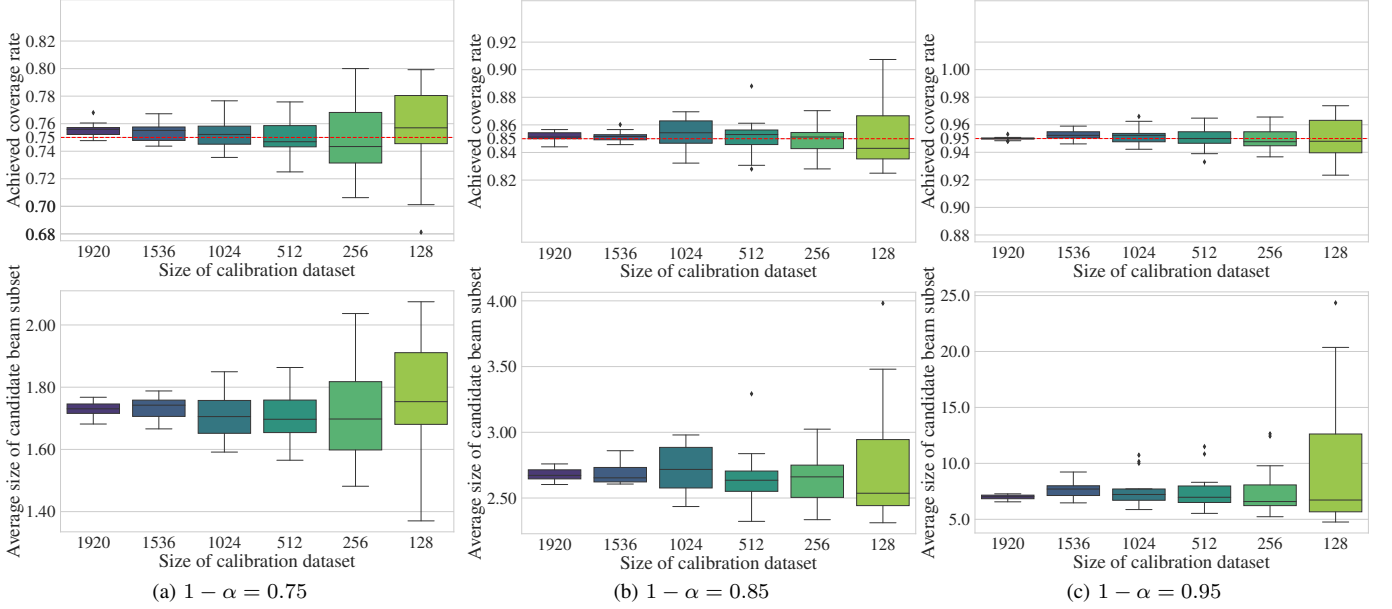 Achieved coverage rate
0.82
0.80
0.78
0.76
0.75
0.74
0.72
0.70
0.68
1920 1536 1024 512 256 128
Size of calibration dataset
Achieved coverage rate
0.92
0.90
0.88
0.86
0.85
0.84
0.82
1920 1536 1024 512 256 128
Size of calibration dataset
Achieved coverage rate
1.00
0.98
0.96
0.95
0.94
0.92
0.90
0.88
1920 1536 1024 512 256 128
Size of calibration dataset
Average size of candidate beam subset
2.00
1.80
1.60
1.40
1920 1536 1024 512 256 128
Size of calibration dataset
(a) 1 − α = 0.75
Average size of candidate beam subset
4.00
3.50
3.00
2.50
1920 1536 1024 512 256 128
Size of calibration dataset
(b) 1 − α = 0.85
Average size of candidate beam subset
25.0
20.0
15.0
10.0
5.0
1920 1536 1024 512 256 128
Size of calibration dataset
(c) 1 − α = 0.95